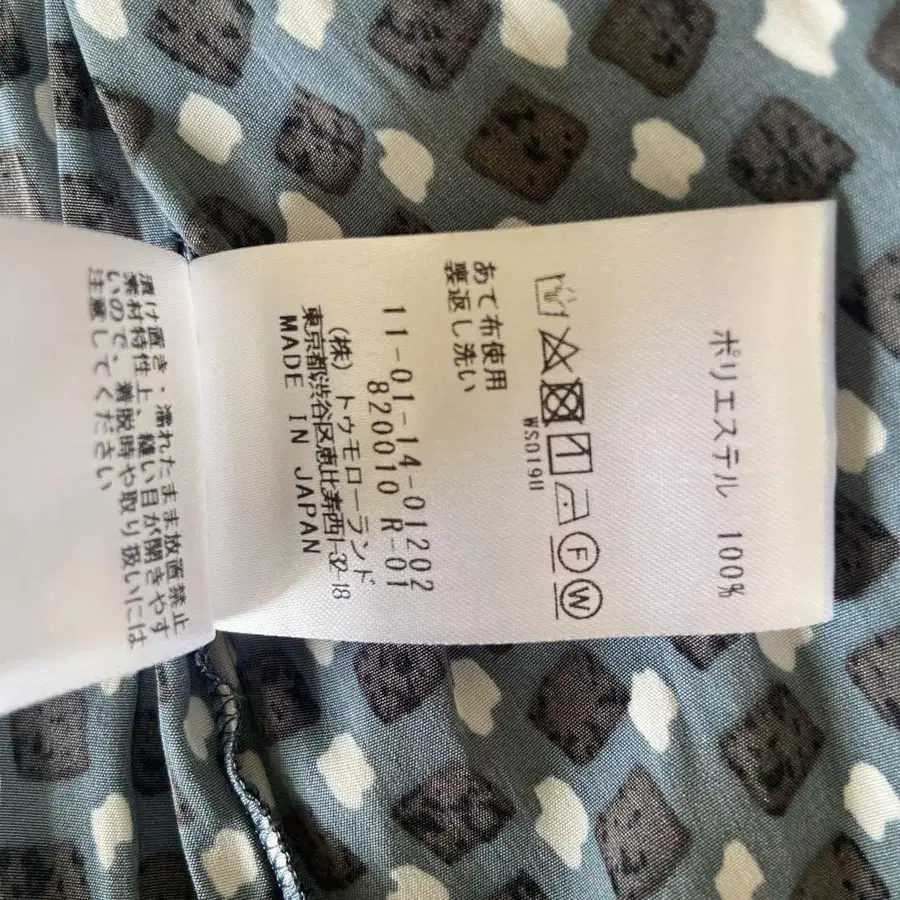 ポリエステル 100%
WS019II
F
W
あて布使用
裏返し洗い
11-01-14-01202
820010 R-01
(株) トゥモローランド
東京都渋谷区恵比寿西1-32-18
MADE IN JAPAN
漬け置き・濡れたまま放置禁止
素材特性上、縫い目が開きやす
いので、着脱時や取り扱いには
注意してください